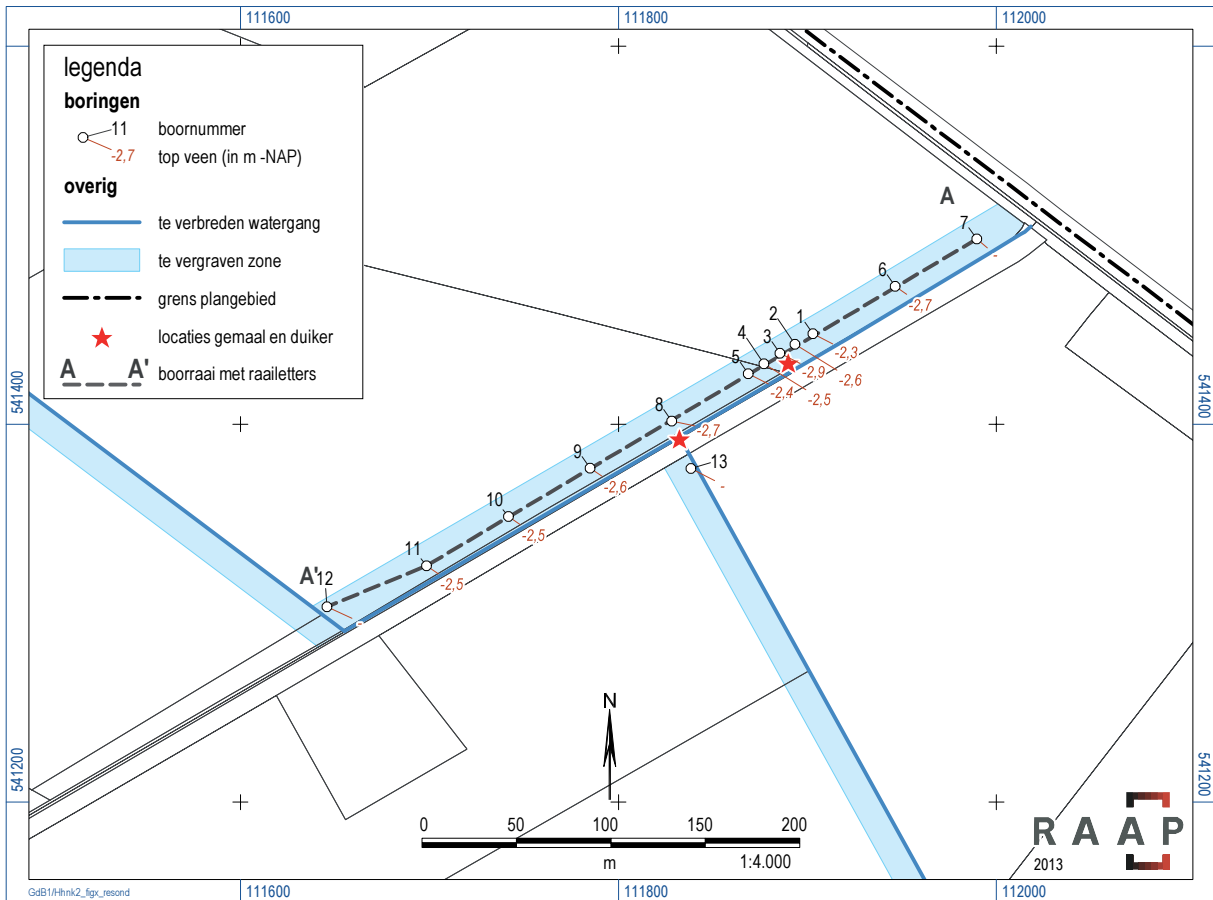 111600
111800
112000
legenda
boringen
11 boornummer
-2,7 top veen (in m -NAP)
overig
te verbreden watergang
te vergraven zone
grens plangebied
locaties gemaal en duiker
A A' boorraai met raailetters
A
7
-
6
-2,7
1
-2,3
2
-2,6
3
-2,9
4
-2,5
5
-2,4
541400
541400
8
-2,7
9
-2,6
13
-
10
-2,5
11
-2,5
A'
12
-
N
541200
541200
0 50 100 150 200
m 1:4.000
RAAP
2013
GdB1/Hhnk2_figx_resond
111600
111800
112000